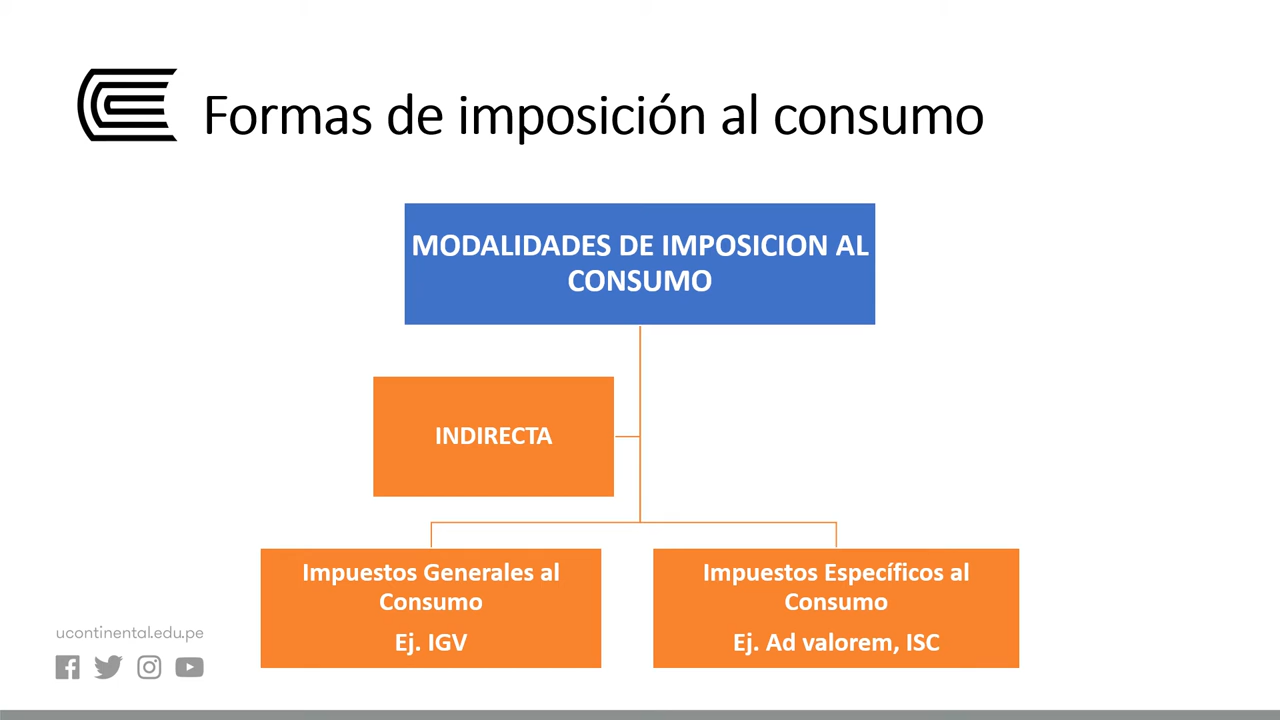 Formas de imposición al consumo
MODALIDADES DE IMPOSICION AL
CONSUMO
INDIRECTA
Impuestos Generales al
Consumo
Ej. IGV
Impuestos Específicos al
Consumo
Ej. Ad valorem, ISC
ucontinental.edu.pe